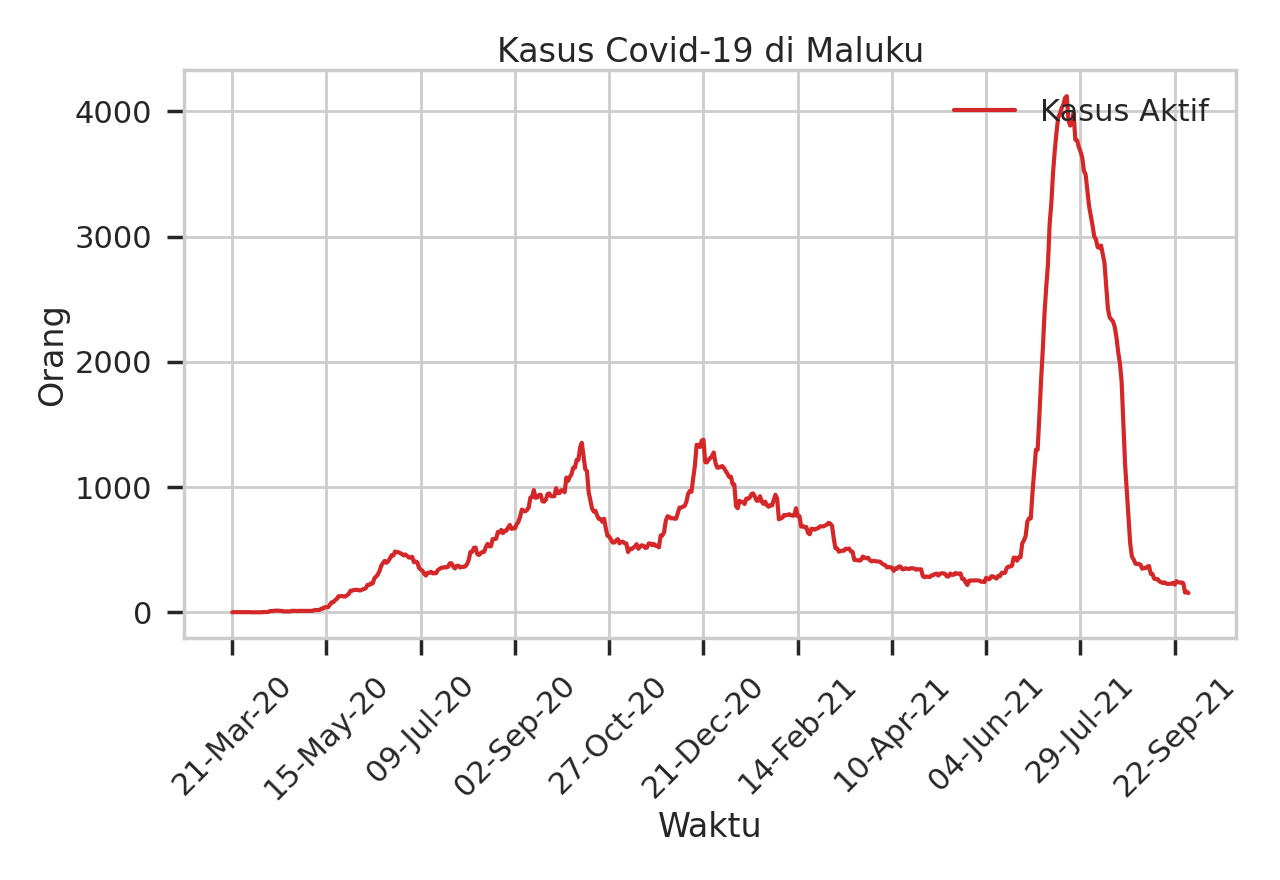 Kasus Covid-19 di Maluku
Kasus Aktif
4000
3000
2000
1000
0
Orang
21-Mar-20
15-May-20
09-Jul-20
02-Sep-20
27-Oct-20
21-Dec-20
14-Feb-21
10-Apr-21
04-Jun-21
29-Jul-21
22-Sep-21
Waktu